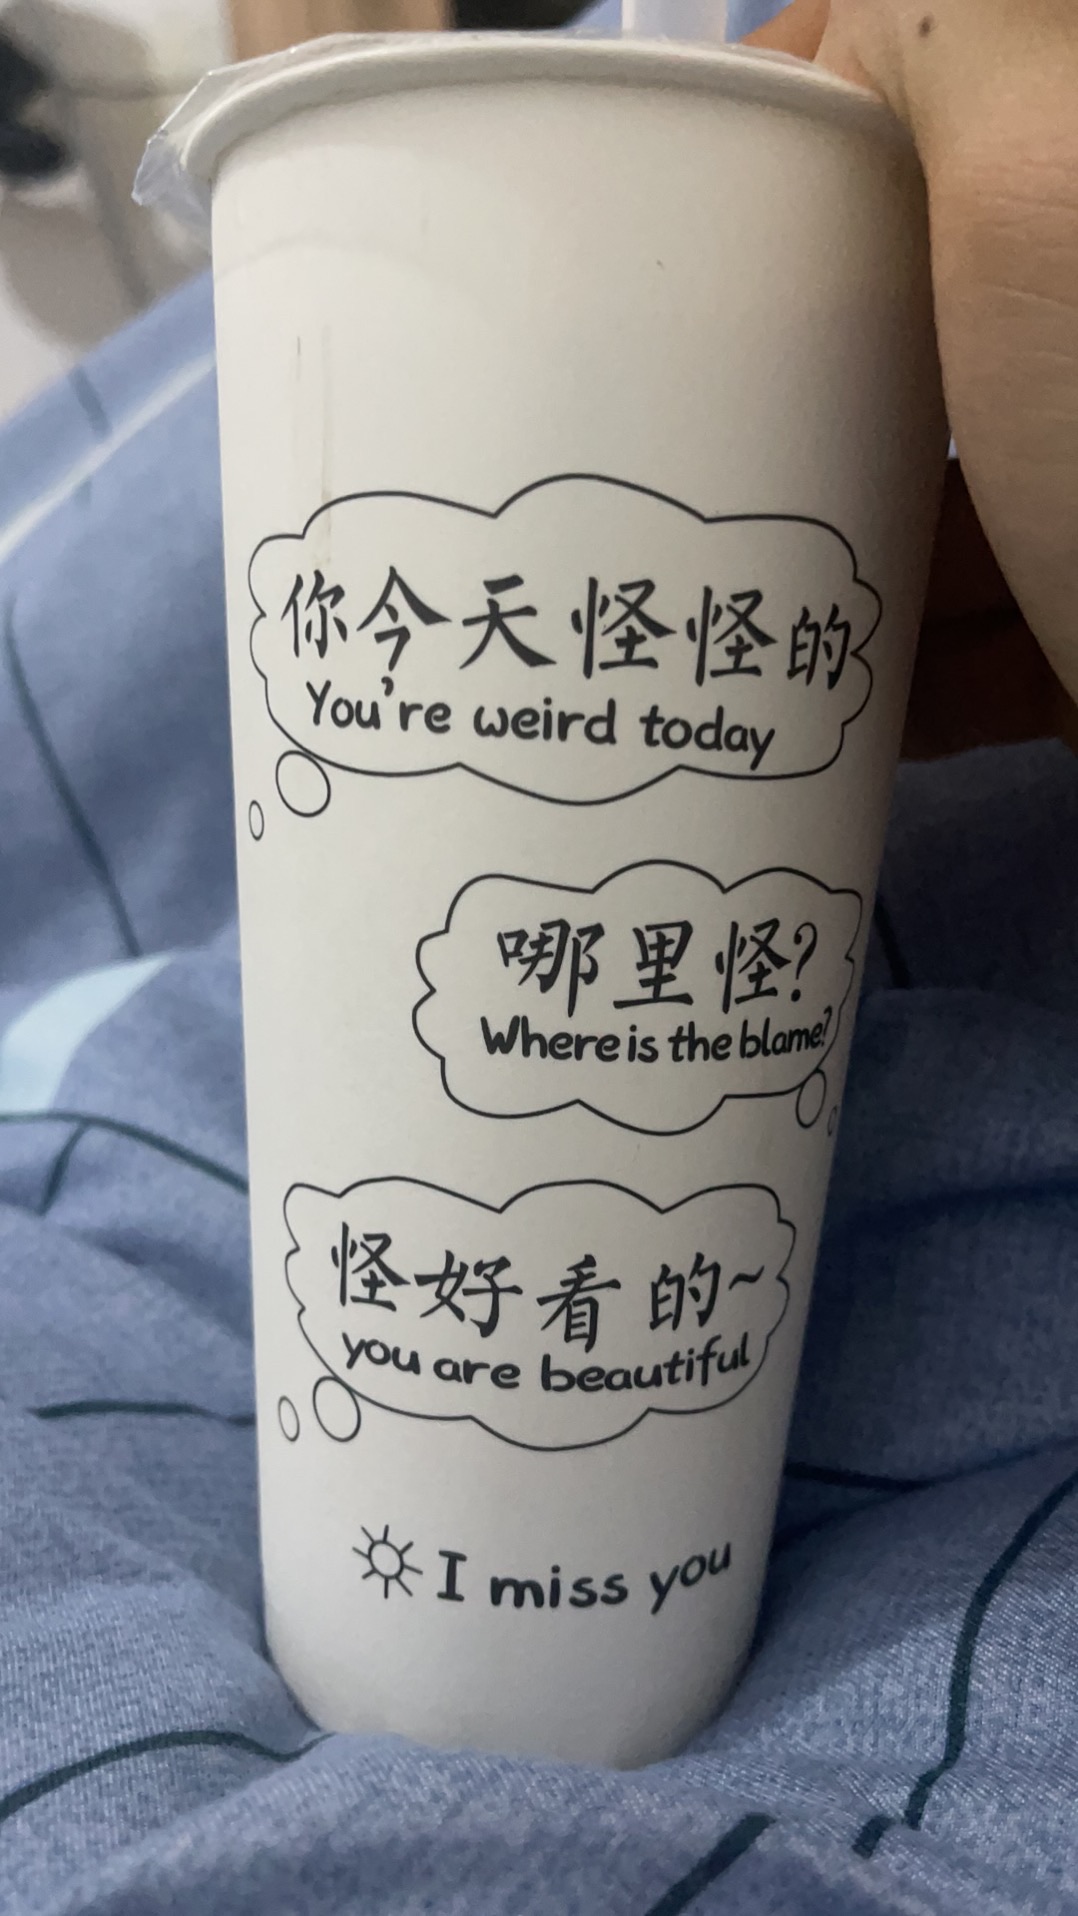 你今天怪怪的
You're weird today
哪里怪?
Where is the blame?
怪好看的~
you are beautiful
I miss you